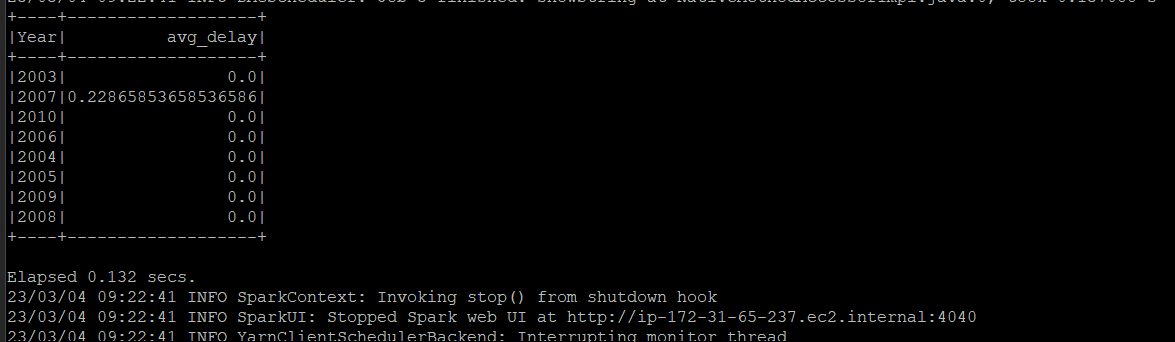 +----+-------------------+
|Year|          avg_delay|
+----+-------------------+
|2003|                0.0|
|2007|0.22865853658536586|
|2010|                0.0|
|2006|                0.0|
|2004|                0.0|
|2005|                0.0|
|2009|                0.0|
|2008|                0.0|
+----+-------------------+
Elapsed 0.132 secs.
23/03/04 09:22:41 INFO SparkContext: Invoking stop() from shutdown hook
23/03/04 09:22:41 INFO SparkUI: Stopped Spark web UI at http://ip-172-31-65-237.ec2.internal:4040
23/03/04 09:22:41 INFO YarnClientSchedulerBackend: Interrupting monitor thread